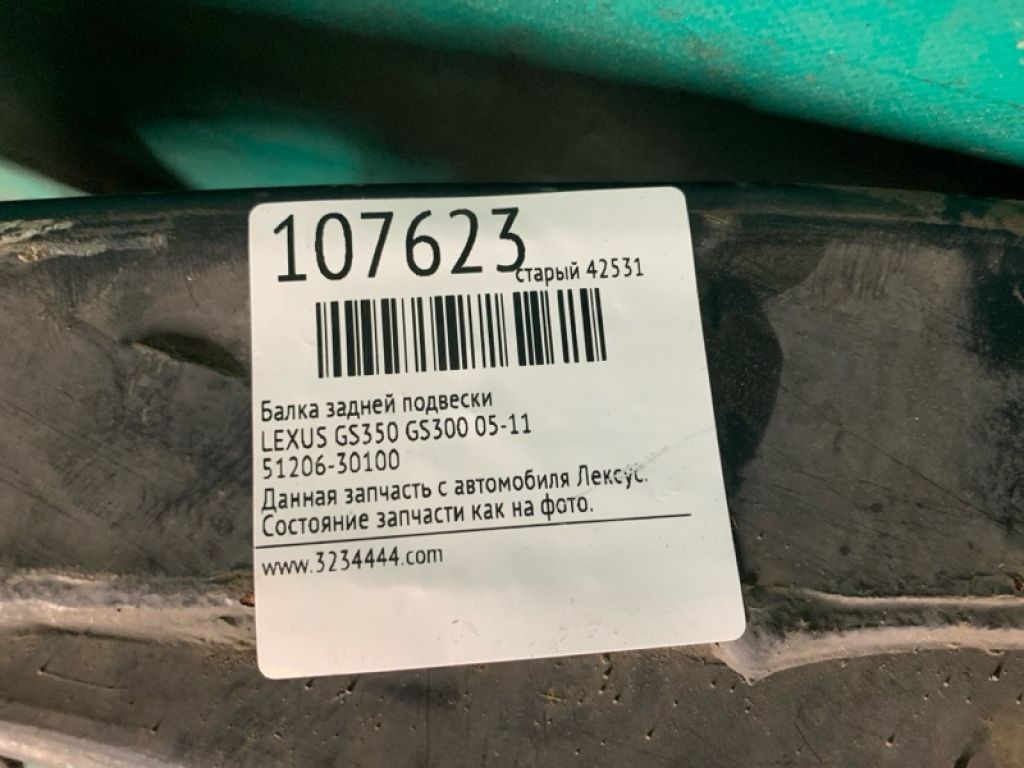 107623
старый 42531
Балка задней подвески
LEXUS GS350 GS300 05-11
51206-30100
Данная запчасть с автомобиля Лексус.
Состояние запчасти как на фото.
www.3234444.com